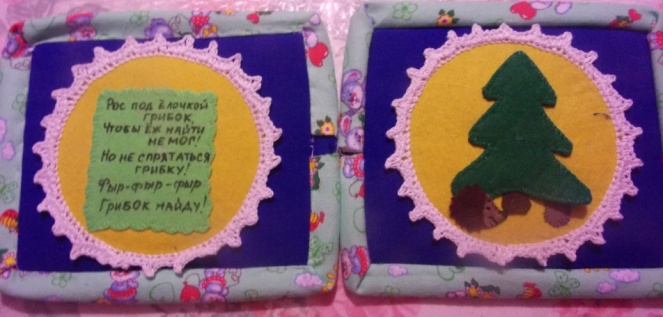 Рос под ёлочкой
грибок,
Чтобы ёж найти
не мог!
Но не спрятаться
грибку!
Фыр-фыр-фыр
Грибок найду!